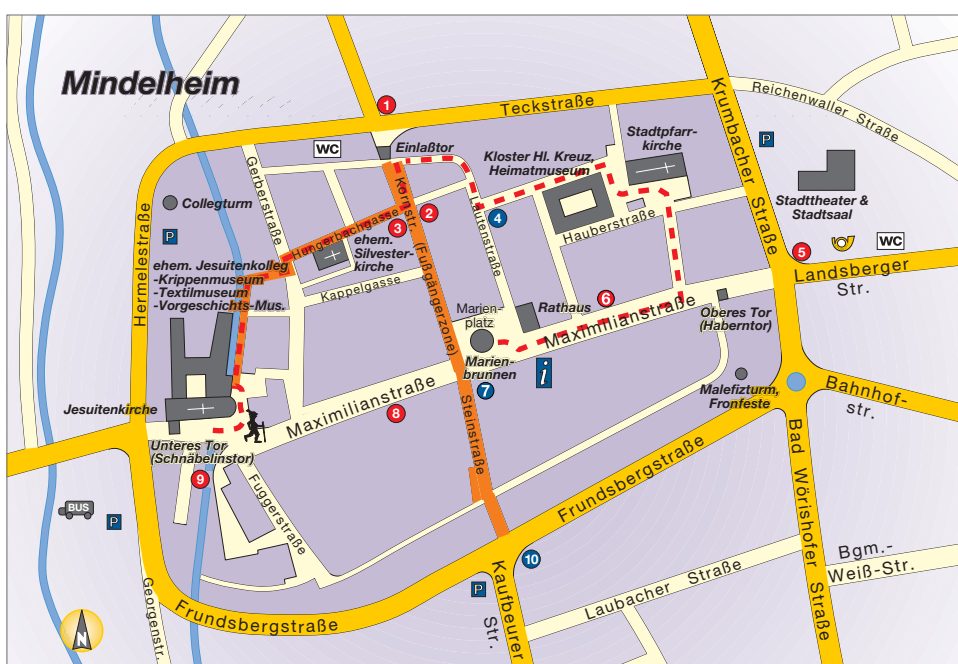 Mindelheim
1
Teckstraße
Krumbacher Straße
Reichenwaller Straße
WC
Einlaßtor
Stadtpfarr-
kirche
P
Kloster Hl. Kreuz,
Heimatmuseum
Gerberstraße
Kornstr. (Fußgängerzone)
Lautenstraße
Collegturm
2
3
4
Stadttheater &
Stadtsaal
P
Hermelestraße
Hungerbachgasse
ehem.
Silvester-
kirche
Hauberstraße
5
WC
ehem. Jesuitenkolleg
-Krippenmuseum
-Textilmuseum
-Vorgeschichts-Mus.
Kappelgasse
Landsberger
Str.
6
Marien-
platz
Rathaus
Maximilianstraße
Oberes Tor
(Haberntor)
Marien-
brunnen
i
7
Malefizturm,
Fronfeste
Bahnhof-
str.
Jesuitenkirche
Maximilianstraße
8
Steinstraße
Unteres Tor
(Schnäbelinstor)
9
Fuggerstraße
Frundsbergstraße
Bad Wörishofer Straße
BUS
P
10
Bgm.-
Weiß-Str.
P
Kaufbeurer
Str.
Laubacher Straße
Georgenstr.
Frundsbergstraße
N